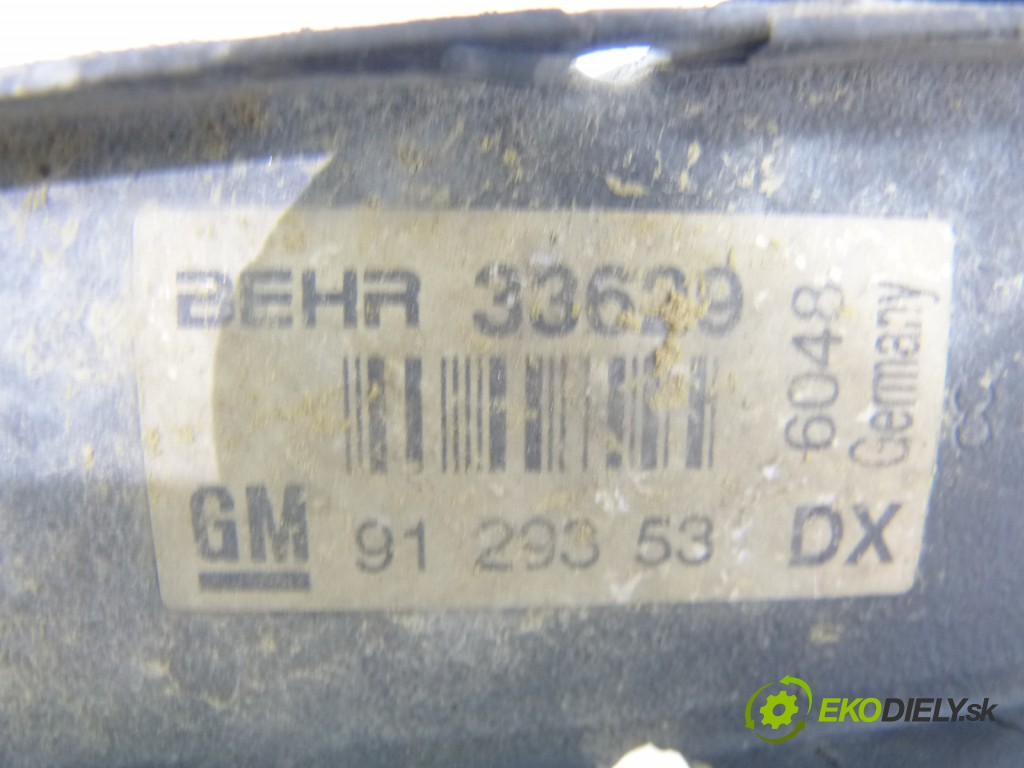 BEHR 33629
6048
Germany
GM 91 293 53 DX
EKODIELY.sk